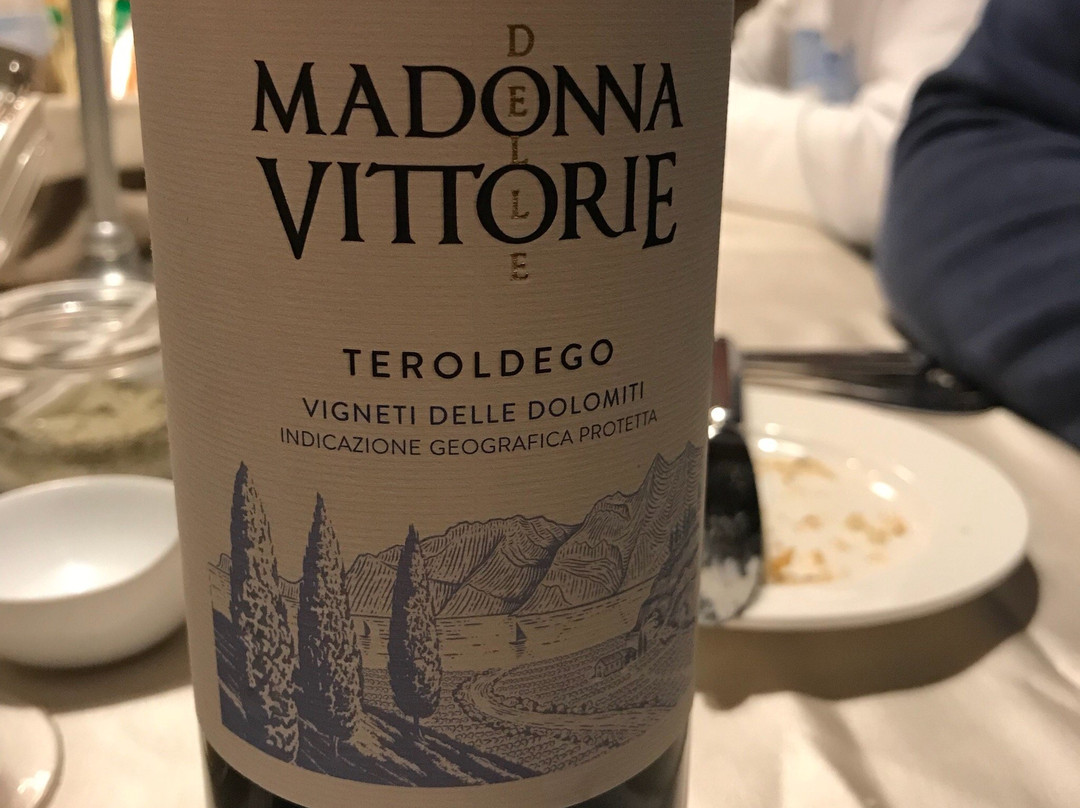 MADONNA
DELLE
VITTORIE
TEROLDEGO
VIGNETI DELLE DOLOMITI
INDICAZIONE GEOGRAFICA PROTETTA